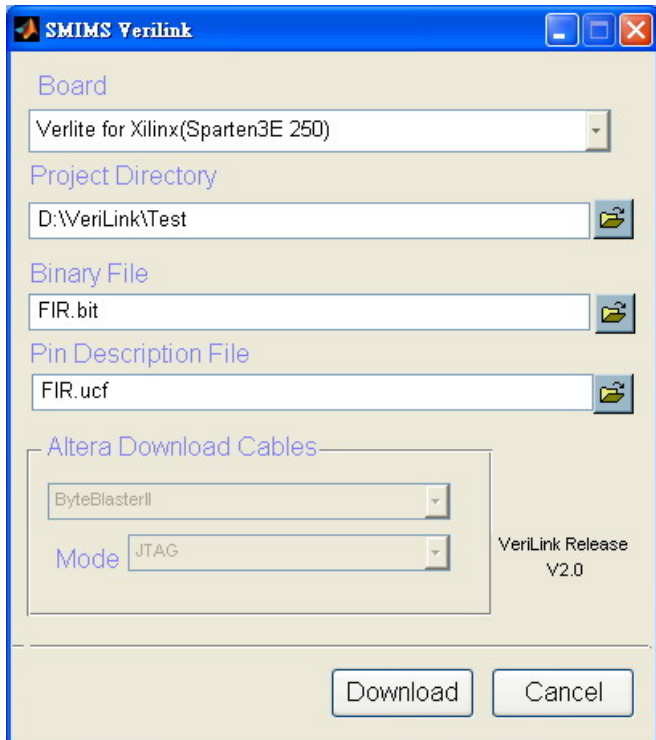 SMIMS Verilink
Board
Verlite for Xilinx(Sparten3E 250)
Project Directory
D:\VeriLink\Test
Binary File
FIR.bit
Pin Description File
FIR.ucf
Altera Download Cables
ByteBlasterII
Mode JTAG
VeriLink Release
V2.0
Download Cancel